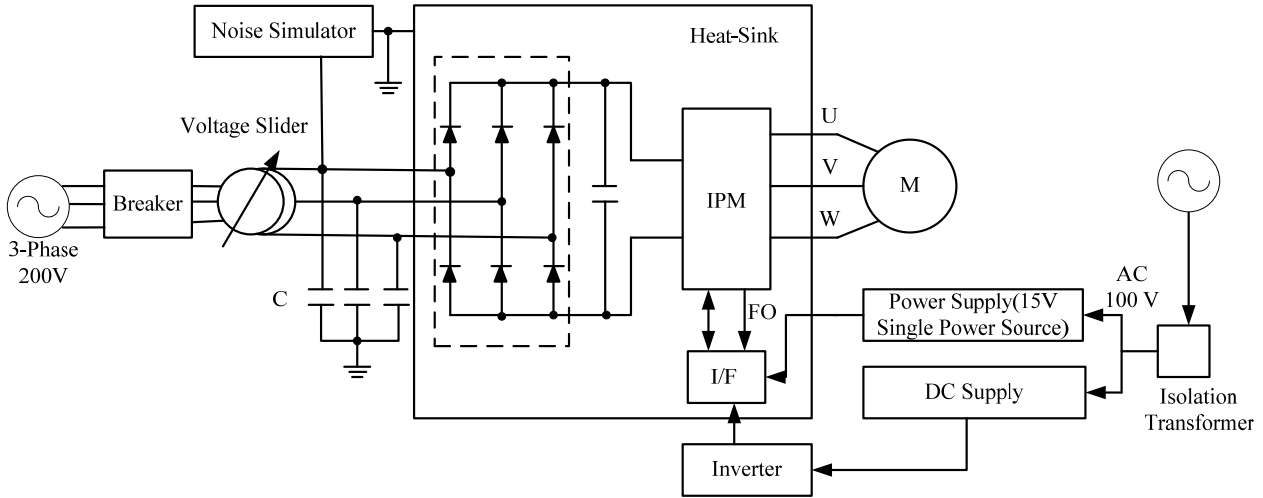 Noise Simulator
Heat-Sink
Voltage Slider
Breaker
3-Phase
200V
C
IPM
U
V
W
M
FO
I/F
Power Supply(15V
Single Power Source)
AC
100 V
DC Supply
Isolation
Transformer
Inverter